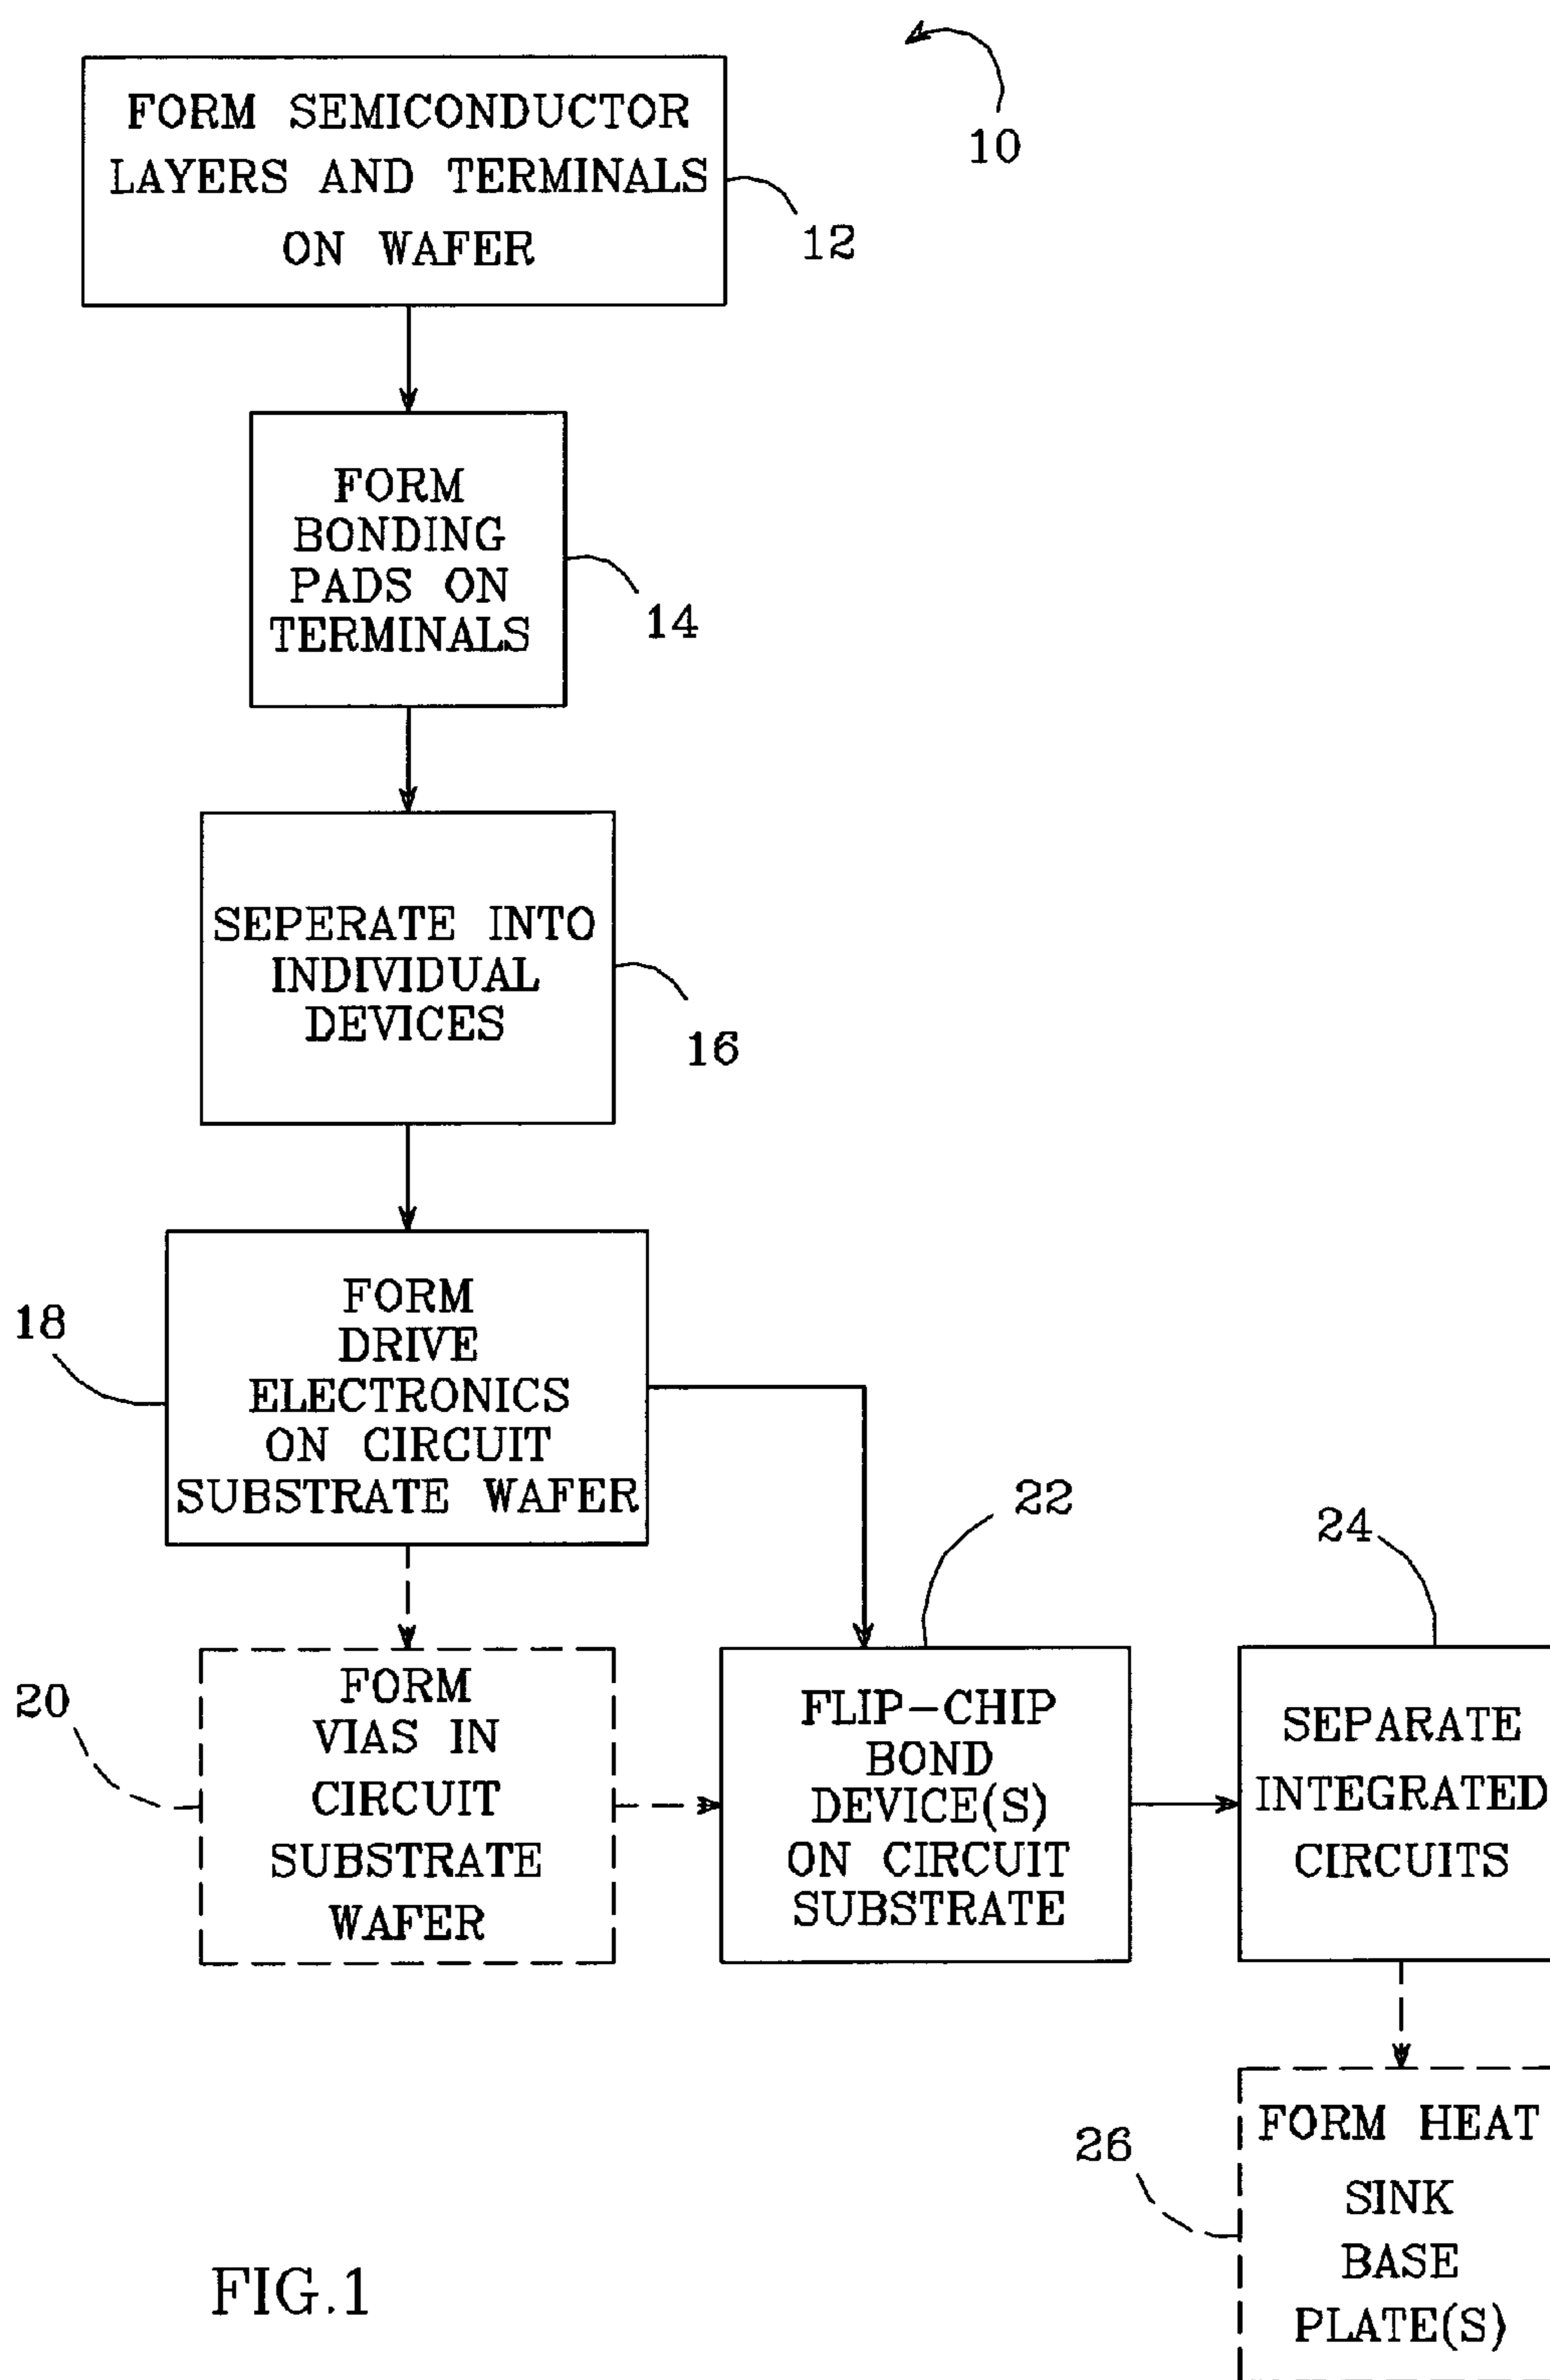 10
FORM SEMICONDUCTOR
LAYERS AND TERMINALS
ON WAFER
12
FORM
BONDING
PADS ON
TERMINALS
14
SEPERATE INTO
INDIVIDUAL
DEVICES
16
FORM
DRIVE
ELECTRONICS
ON CIRCUIT
SUBSTRATE WAFER
18
FORM
VIAS IN
CIRCUIT
SUBSTRATE
WAFER
20
FLIP-CHIP
BOND
DEVICE(S)
ON CIRCUIT
SUBSTRATE
22
SEPARATE
INTEGRATED
CIRCUITS
24
FORM HEAT
SINK
BASE
PLATE(S)
26
FIG.1